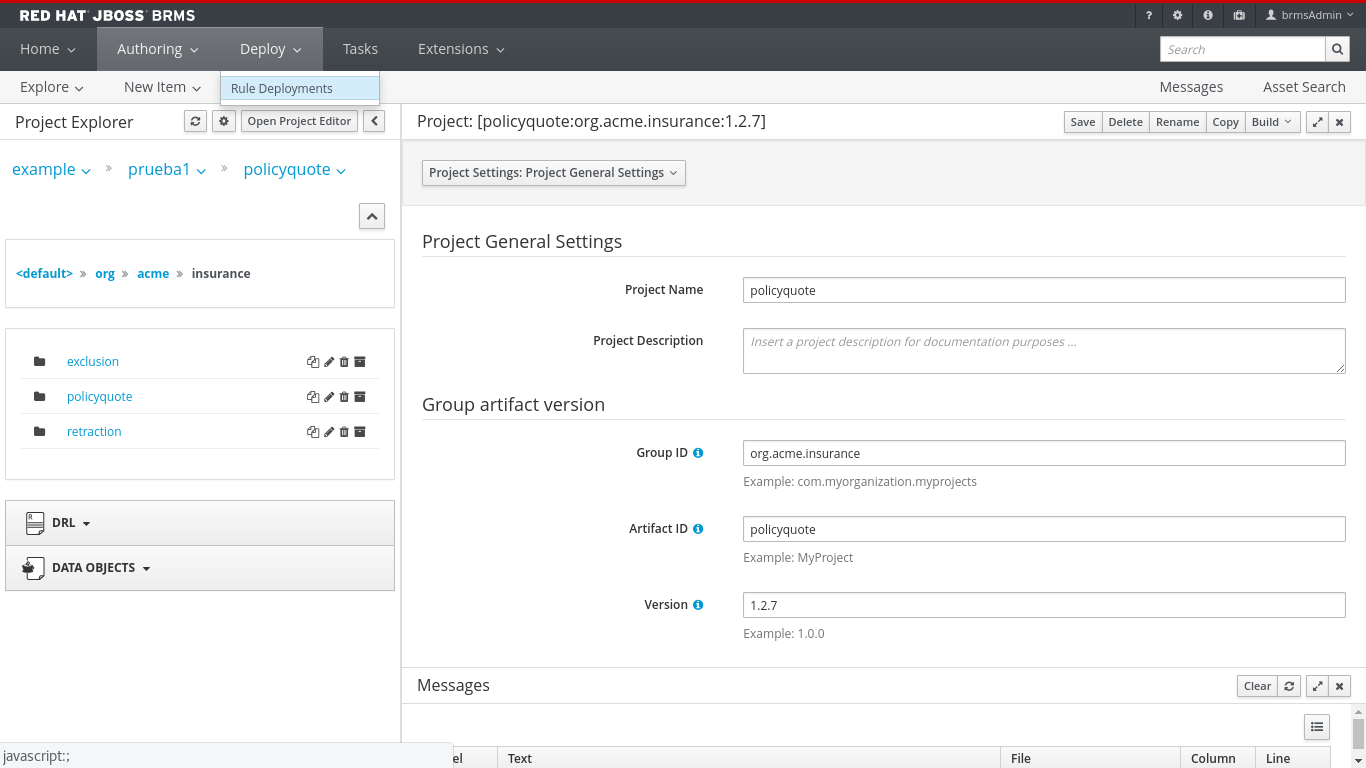 RED HAT JBOSS BRMS
? brmsAdmin
Home Authoring Deploy Tasks Extensions Search
Explore New Item Rule Deployments Messages Asset Search
Project Explorer Open Project Editor
Project: [policyquote:org.acme.insurance:1.2.7] Save Delete Rename Copy Build
example » prueba1 » policyquote
Project Settings: Project General Settings
<default> » org » acme » insurance
exclusion
policyquote
retraction
DRL
DATA OBJECTS
Project General Settings
Project Name policyquote
Project Description Insert a project description for documentation purposes ...
Group artifact version
Group ID org.acme.insurance
Example: com.myorganization.myprojects
Artifact ID policyquote
Example: MyProject
Version 1.2.7
Example: 1.0.0
Messages Clear
el Text File Column Line
javascript:;